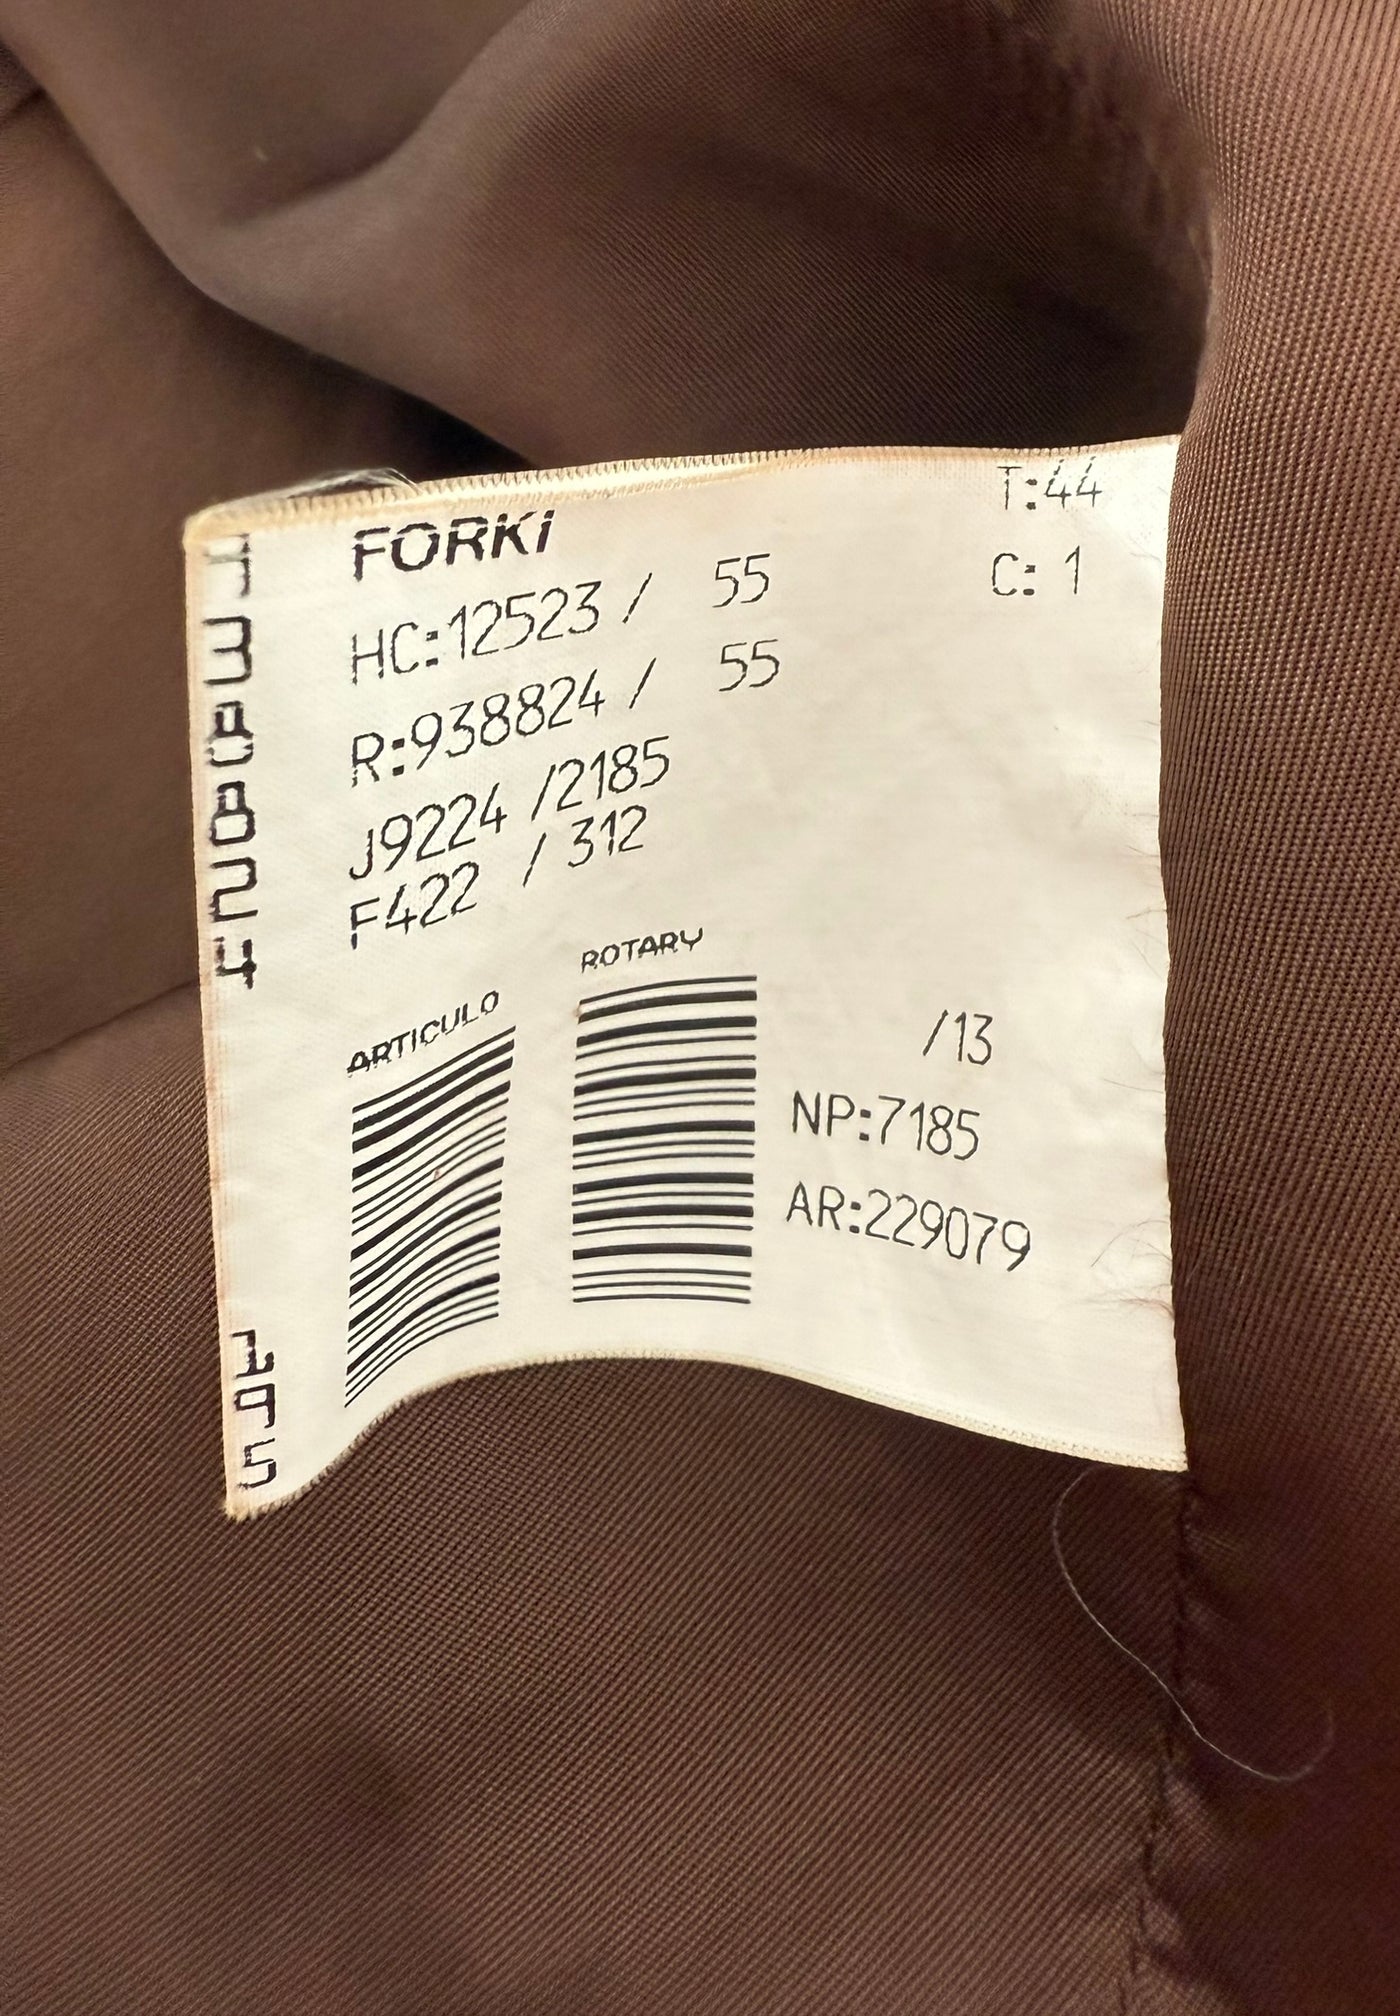 FORKI
T:44
HC:12523 / 55
C: 1
R:938824 / 55
J9224 /2185
F422 / 312
ARTICULO
ROTARY
/13
NP:7185
AR:229079
938824